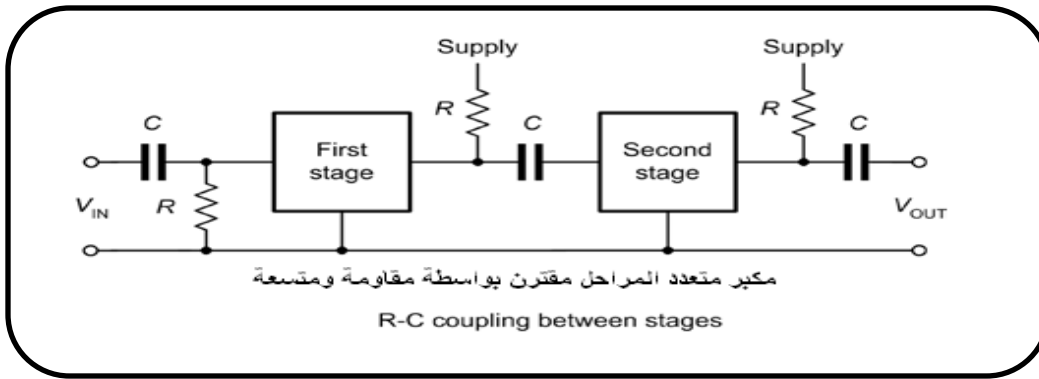 Supply Supply
R C R C
C
First stage
Second stage
V_IN R V_OUT
مكبر متعدد المراحل مقترن بواسطة مقاومة ومتسعة
R-C coupling between stages